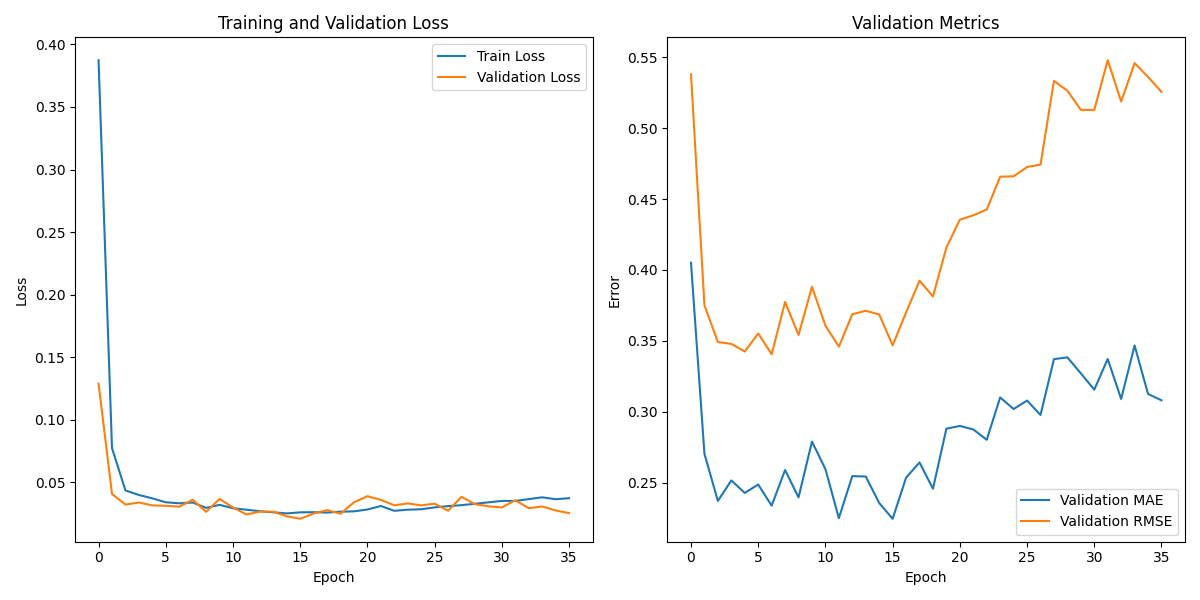 Training and Validation Loss
Loss
0.40
0.35
0.30
0.25
0.20
0.15
0.10
0.05
0 5 10 15 20 25 30 35
Epoch
Train Loss
Validation Loss
Validation Metrics
Error
0.55
0.50
0.45
0.40
0.35
0.30
0.25
0 5 10 15 20 25 30 35
Epoch
Validation MAE
Validation RMSE